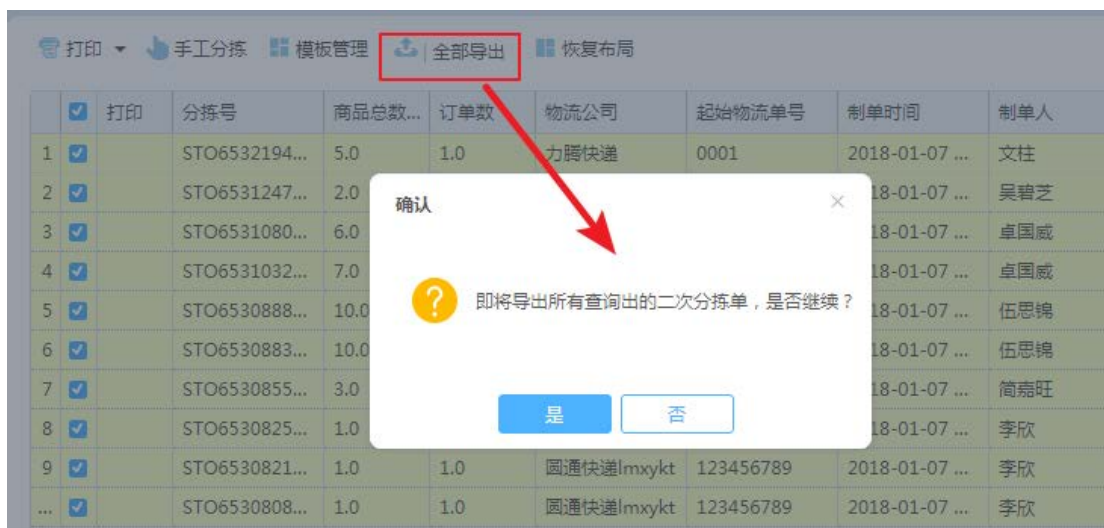 打印 手工分拣 模板管理 全部导出 恢复布局
打印 分拣号 商品总数... 订单数 物流公司 起始物流单号 制单时间 制单人
1 STO6532194... 5.0 1.0 力腾快递 0001 2018-01-07 ... 文柱
2 STO6531247... 2.0 18-01-07 ... 吴碧芝
确认
3 STO6531080... 6.0 18-01-07 ... 卓国威
4 STO6531032... 7.0 18-01-07 ... 卓国威
即将导出所有查询出的二次分拣单，是否继续？
5 STO6530888... 10.0 18-01-07 ... 伍思锦
6 STO6530883... 10.0 18-01-07 ... 伍思锦
7 STO6530855... 3.0 18-01-07 ... 简嘉旺
是 否
8 STO6530825... 1.0 18-01-07 ... 李欣
9 STO6530821... 1.0 1.0 圆通快递lmxykt 123456789 2018-01-07 ... 李欣
... STO6530808... 1.0 1.0 圆通快递lmxykt 123456789 2018-01-07 ... 李欣